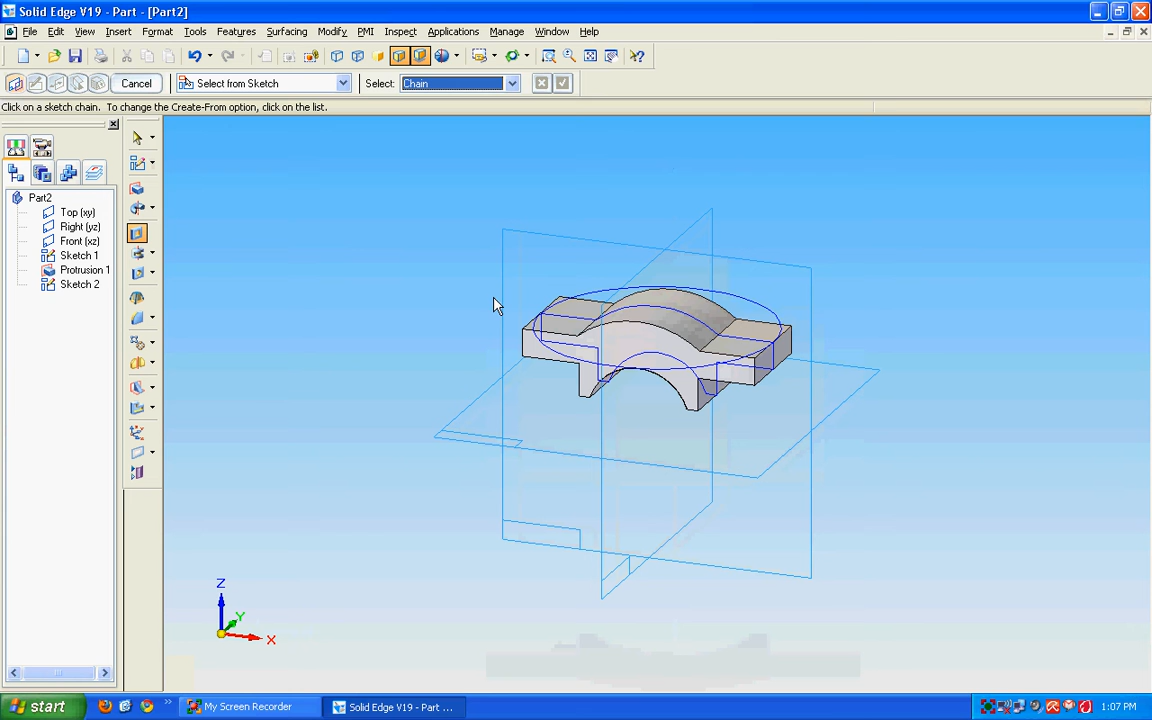 Solid Edge V19 - Part - [Part2]
File Edit View Insert Format Tools Features Surfacing Modify PMI Inspect Applications Manage Window Help
Cancel Select from Sketch Select: Chain
Click on a sketch chain. To change the Create-From option, click on the list.
Part2
Top (xy)
Right (yz)
Front (xz)
Sketch 1
Protrusion 1
Sketch 2
Z
Y
X
start My Screen Recorder Solid Edge V19 - Part ... 1:07 PM